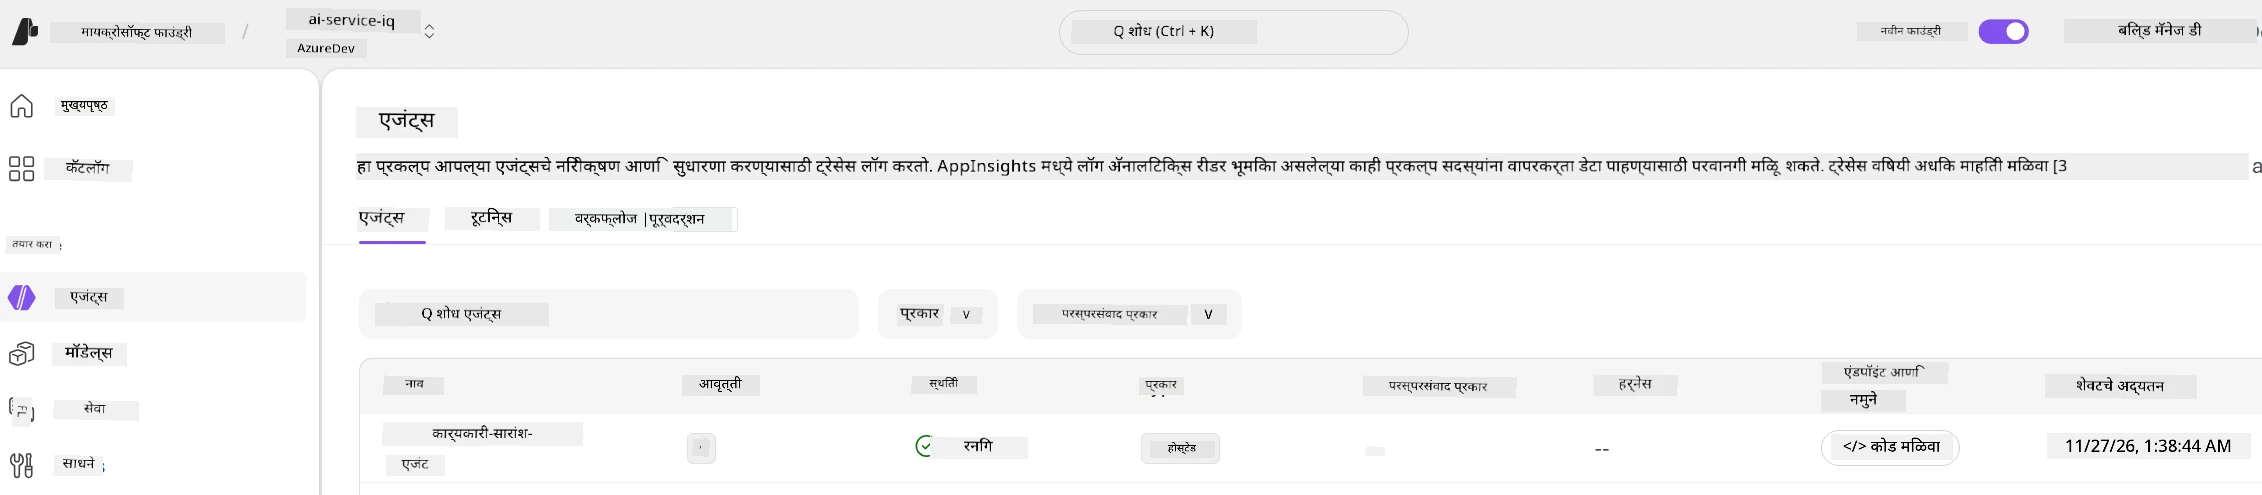 मायक्रोसॉफ्ट फाउंड्री / ai-service-iq
AzureDev
Q शोध (Ctrl + K)
नवीन फाउंड्री
बिल्ड मॅनेज डी
मुख्यपृष्ठ
कॅटलॉग
तयार करा
एजंट्स
मॉडेल्स
सेवा
साधने
एजंट्स
हा प्रकल्प आपल्या एजंट्सचे निरीक्षण आणि सुधारणा करण्यासाठी ट्रेसेस लॉग करतो. AppInsights मध्ये लॉग अ‍ॅनालिटिक्स रीडर भूमिका असलेल्या काही प्रकल्प सदस्यांना वापरकर्ता डेटा पाहण्यासाठी परवानगी मिळू शकते. ट्रेसेस विषयी अधिक माहिती मिळवा [3
एजंट्स रूटिन्स वर्कफ्लोज |पूर्वदर्शन
Q शोध एजंट्स प्रकार v परस्परसंवाद प्रकार v
नाव आवृत्ती स्थिती प्रकार परस्परसंवाद प्रकार हर्नेस एंडपॉइंट आणि
नमुने शेवटचे अद्यतन
कार्यकारी-सारांश-
एजंट रनिंग होस्टेड -- </> कोड मिळवा 11/27/26, 1:38:44 AM